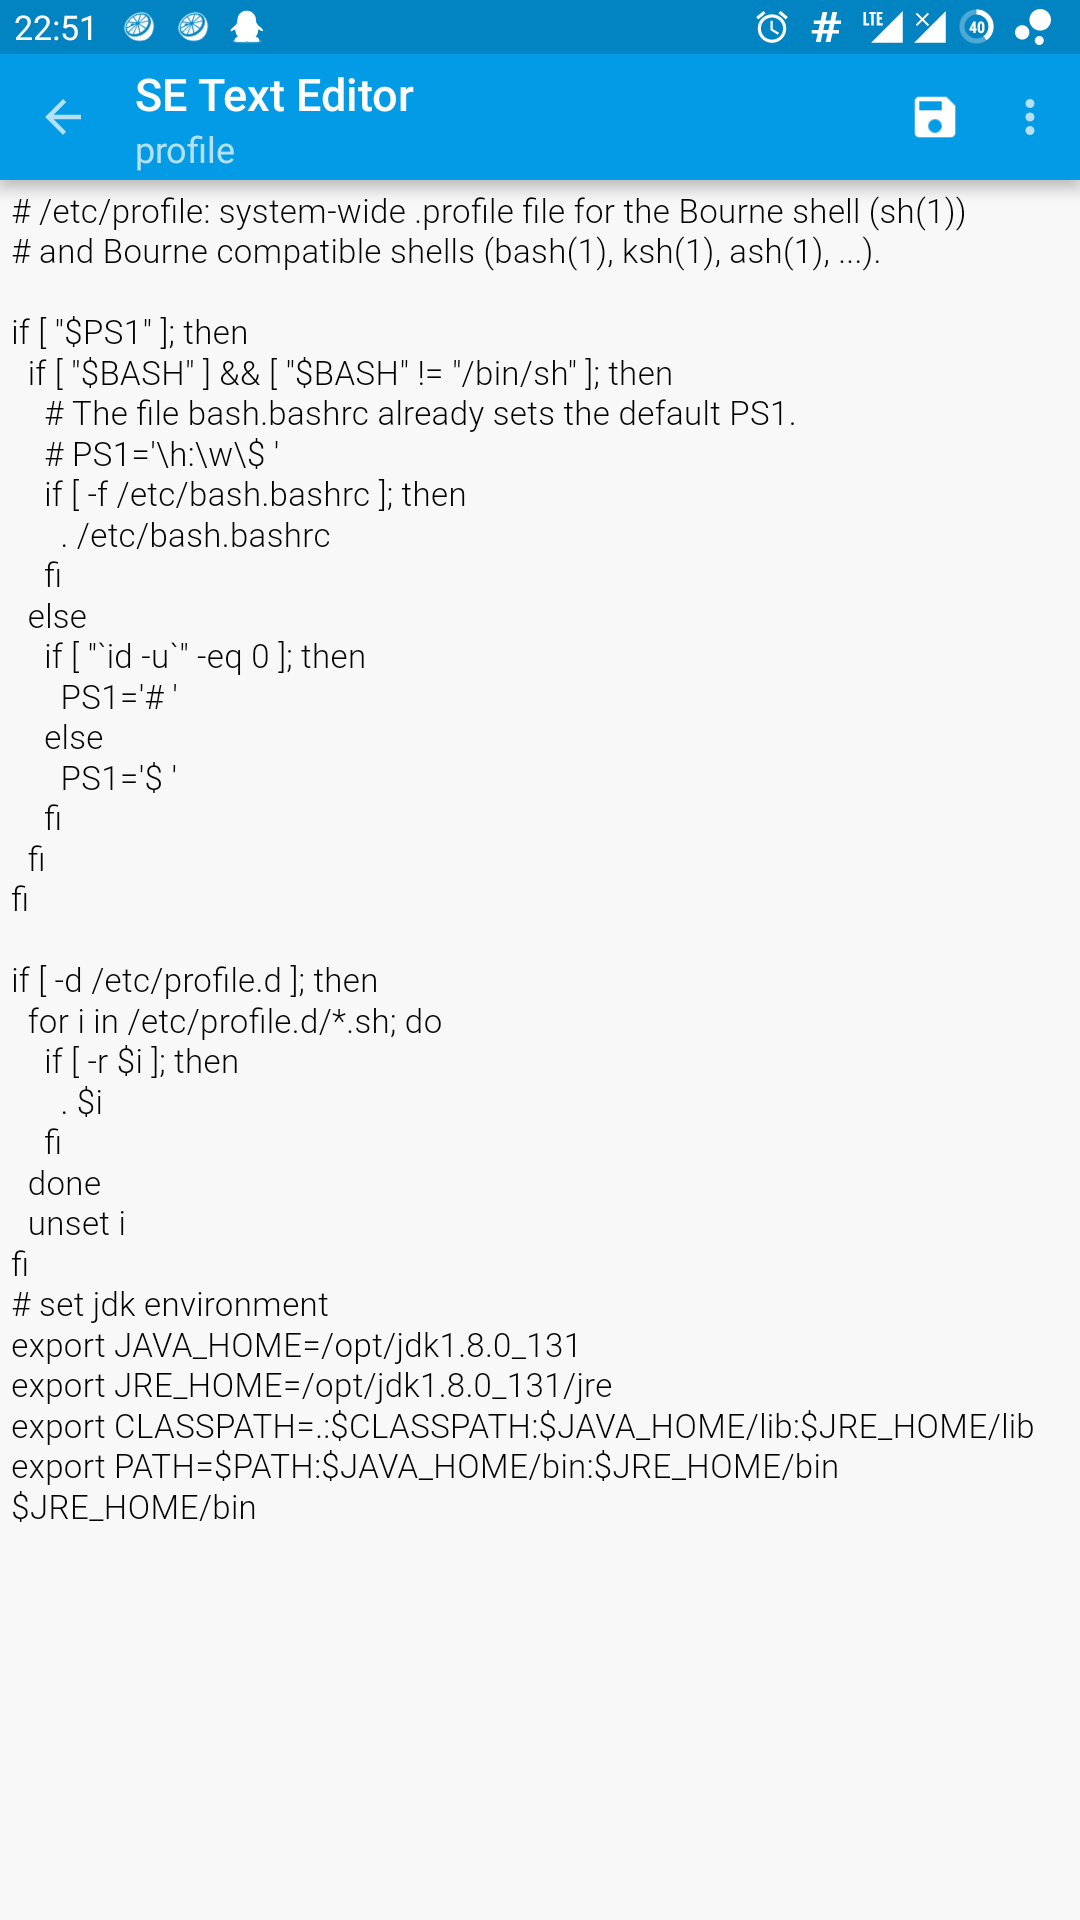 22:51 # LTE 40
SE Text Editor
profile
# /etc/profile: system-wide .profile file for the Bourne shell (sh(1))
# and Bourne compatible shells (bash(1), ksh(1), ash(1), ...).

if [ "$PS1" ]; then
  if [ "$BASH" ] && [ "$BASH" != "/bin/sh" ]; then
    # The file bash.bashrc already sets the default PS1.
    # PS1='\h:\w\$ '
    if [ -f /etc/bash.bashrc ]; then
      . /etc/bash.bashrc
    fi
  else
    if [ "`id -u`" -eq 0 ]; then
      PS1='# '
    else
      PS1='$ '
    fi
  fi
fi

if [ -d /etc/profile.d ]; then
  for i in /etc/profile.d/*.sh; do
    if [ -r $i ]; then
      . $i
    fi
  done
  unset i
fi
# set jdk environment
export JAVA_HOME=/opt/jdk1.8.0_131
export JRE_HOME=/opt/jdk1.8.0_131/jre
export CLASSPATH=.:$CLASSPATH:$JAVA_HOME/lib:$JRE_HOME/lib
export PATH=$PATH:$JAVA_HOME/bin:$JRE_HOME/bin
$JRE_HOME/bin